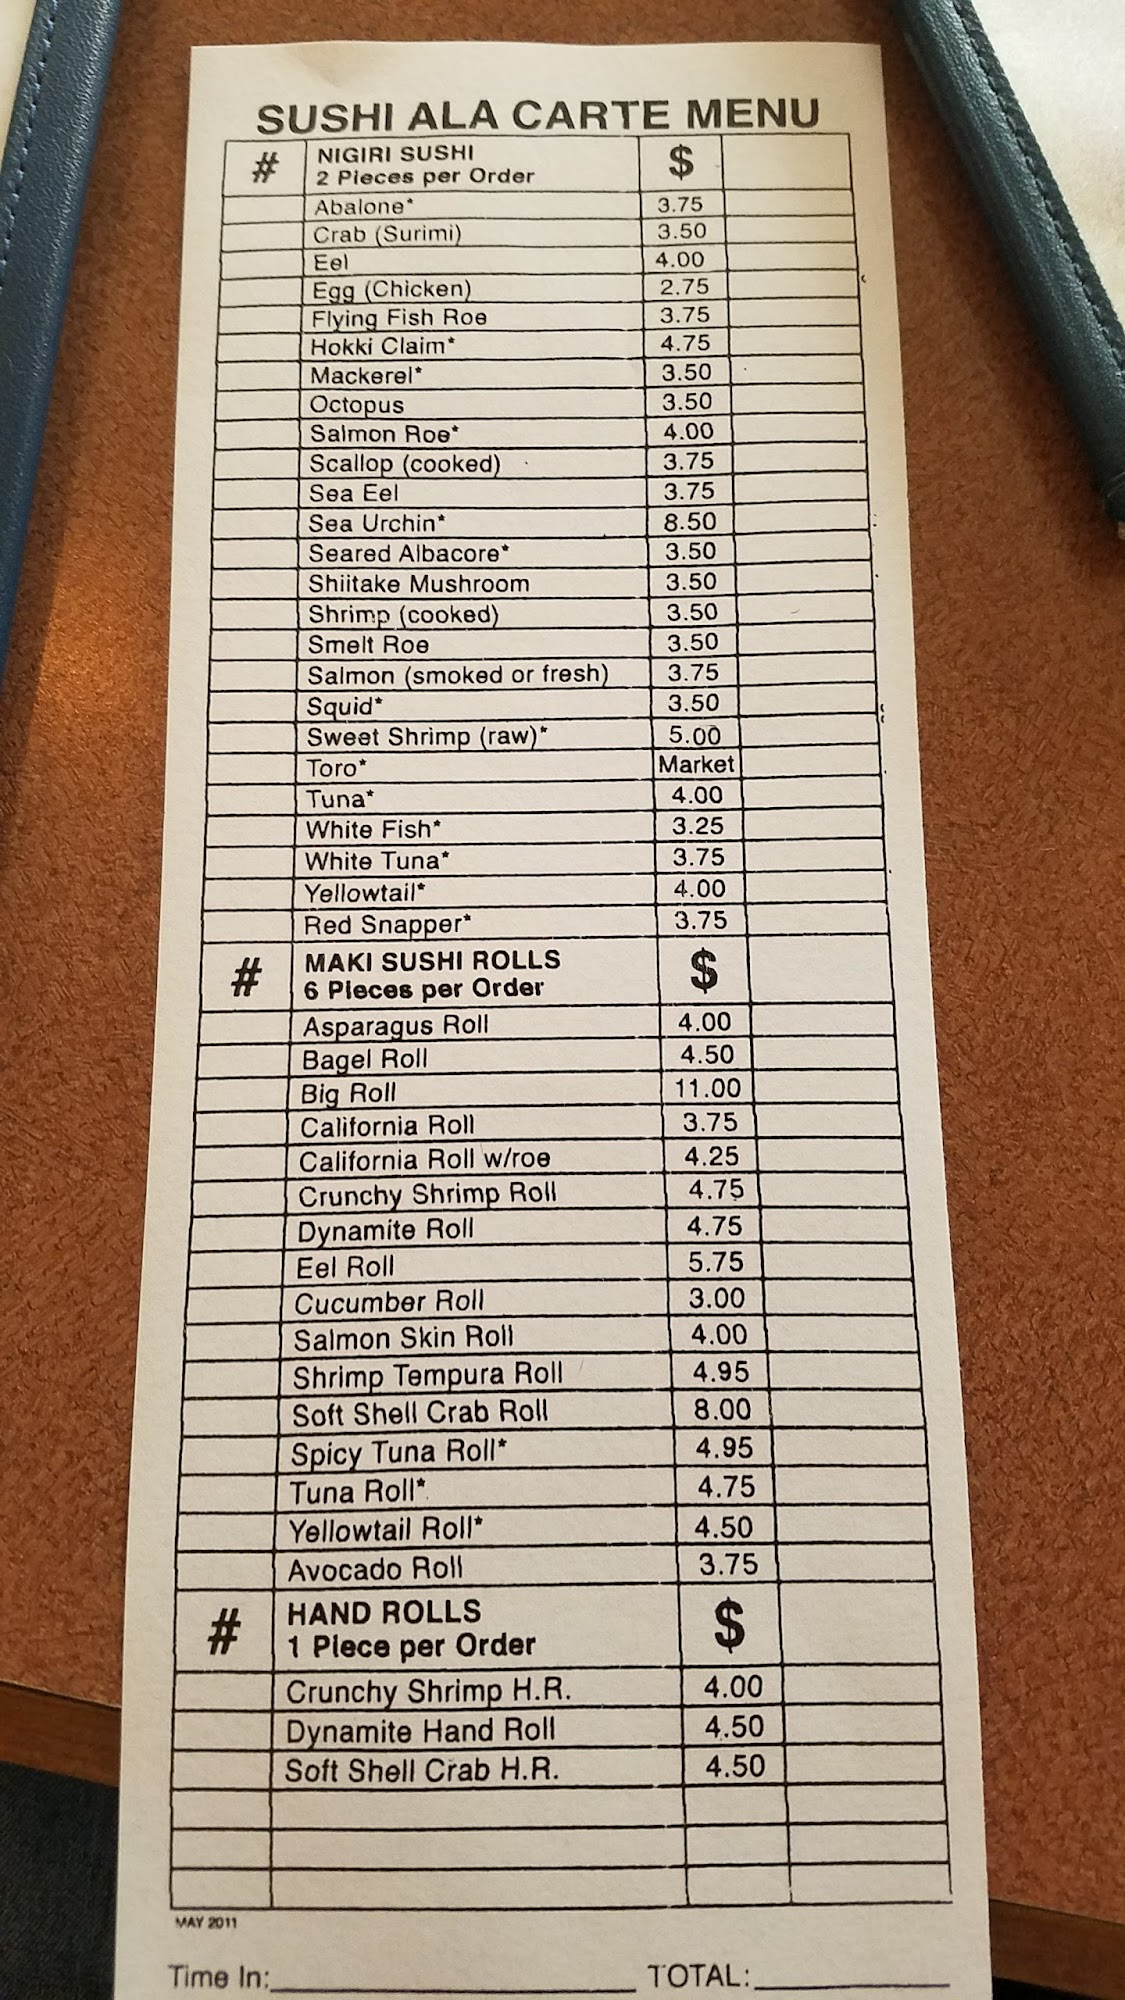 SUSHI ALA CARTE MENU
# NIGIRI SUSHI $
2 Pieces per Order
Abalone* 3.75
Crab (Surimi) 3.50
Eel 4.00
Egg (Chicken) 2.75
Flying Fish Roe 3.75
Hokki Claim* 4.75
Mackerel* 3.50
Octopus 3.50
Salmon Roe* 4.00
Scallop (cooked) 3.75
Sea Eel 3.75
Sea Urchin* 8.50
Seared Albacore* 3.50
Shiitake Mushroom 3.50
Shrimp (cooked) 3.50
Smelt Roe 3.50
Salmon (smoked or fresh) 3.75
Squid* 3.50
Sweet Shrimp (raw)* 5.00
Toro* Market
Tuna* 4.00
White Fish* 3.25
White Tuna* 3.75
Yellowtail* 4.00
Red Snapper* 3.75
# MAKI SUSHI ROLLS $
6 Pieces per Order
Asparagus Roll 4.00
Bagel Roll 4.50
Big Roll 11.00
California Roll 3.75
California Roll w/roe 4.25
Crunchy Shrimp Roll 4.75
Dynamite Roll 4.75
Eel Roll 5.75
Cucumber Roll 3.00
Salmon Skin Roll 4.00
Shrimp Tempura Roll 4.95
Soft Shell Crab Roll 8.00
Spicy Tuna Roll* 4.95
Tuna Roll* 4.75
Yellowtail Roll* 4.50
Avocado Roll 3.75
# HAND ROLLS $
1 Piece per Order
Crunchy Shrimp H.R. 4.00
Dynamite Hand Roll 4.50
Soft Shell Crab H.R. 4.50
MAY 2011
Time In: TOTAL: